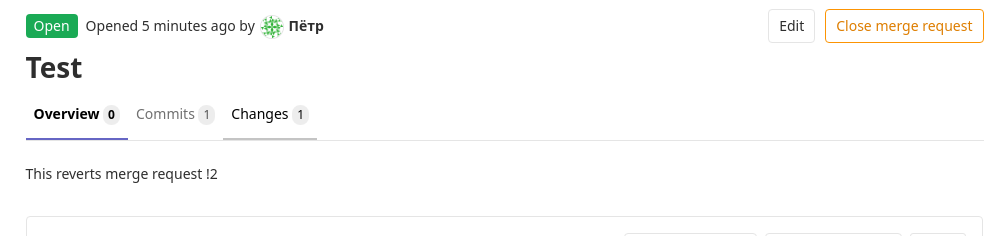 Open Opened 5 minutes ago by Пётр Edit Close merge request
Test
Overview 0 Commits 1 Changes 1
This reverts merge request !2